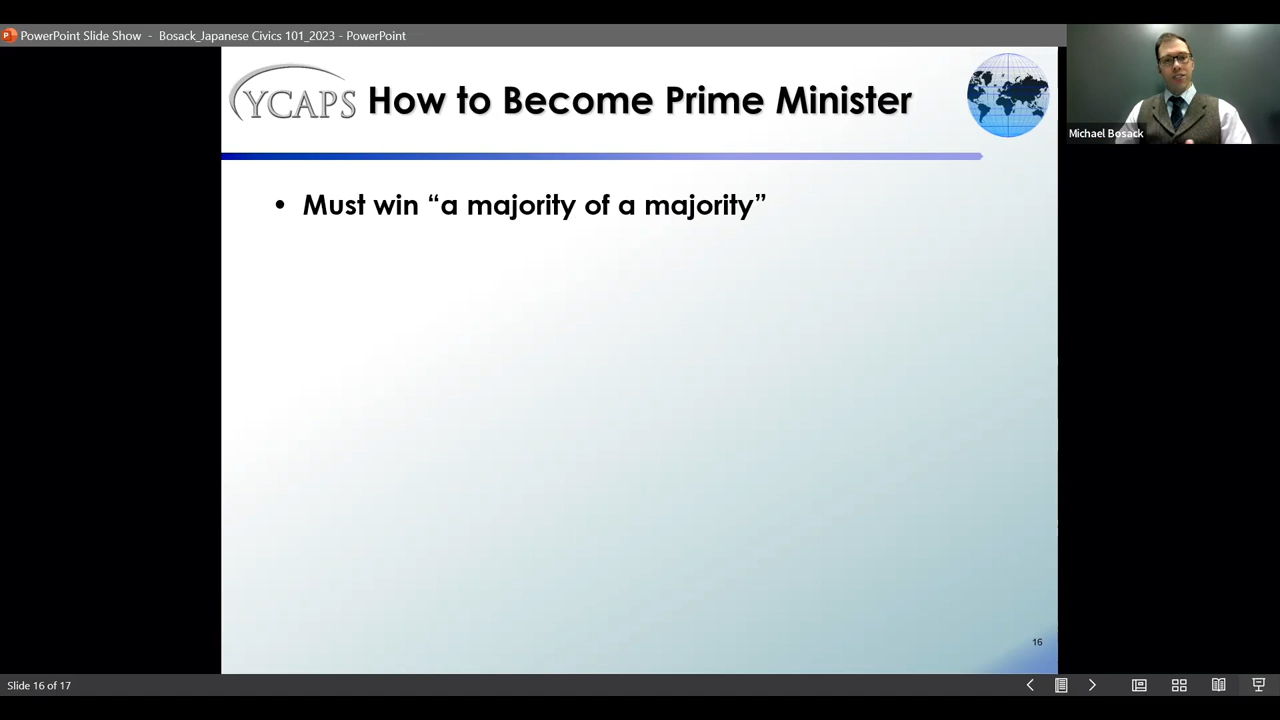 PowerPoint Slide Show - Bosack_Japanese Civics 101_2023 - PowerPoint
YCAPS
How to Become Prime Minister
Michael Bosack
• Must win “a majority of a majority”
16
Slide 16 of 17